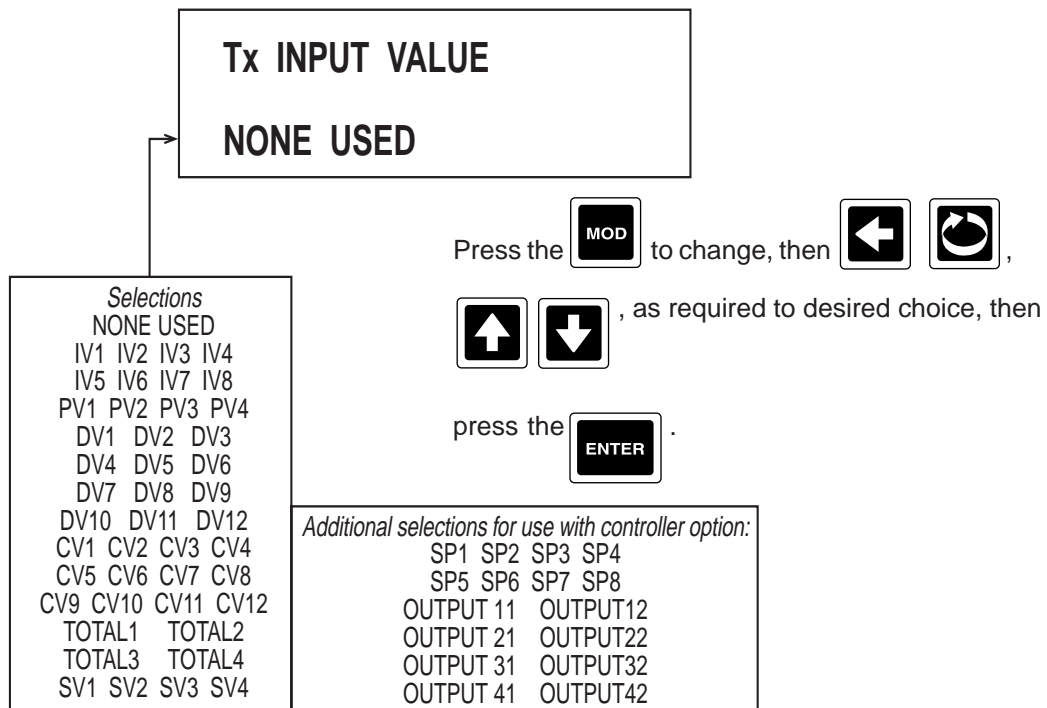 Tx INPUT VALUE
NONE USED
Press the MOD to change, then ,
, as required to desired choice, then
press the ENTER .
Selections
NONE USED
IV1 IV2 IV3 IV4
IV5 IV6 IV7 IV8
PV1 PV2 PV3 PV4
DV1 DV2 DV3
DV4 DV5 DV6
DV7 DV8 DV9
DV10 DV11 DV12
CV1 CV2 CV3 CV4
CV5 CV6 CV7 CV8
CV9 CV10 CV11 CV12
TOTAL1 TOTAL2
TOTAL3 TOTAL4
SV1 SV2 SV3 SV4
Additional selections for use with controller option:
SP1 SP2 SP3 SP4
SP5 SP6 SP7 SP8
OUTPUT 11 OUTPUT12
OUTPUT 21 OUTPUT22
OUTPUT 31 OUTPUT32
OUTPUT 41 OUTPUT42